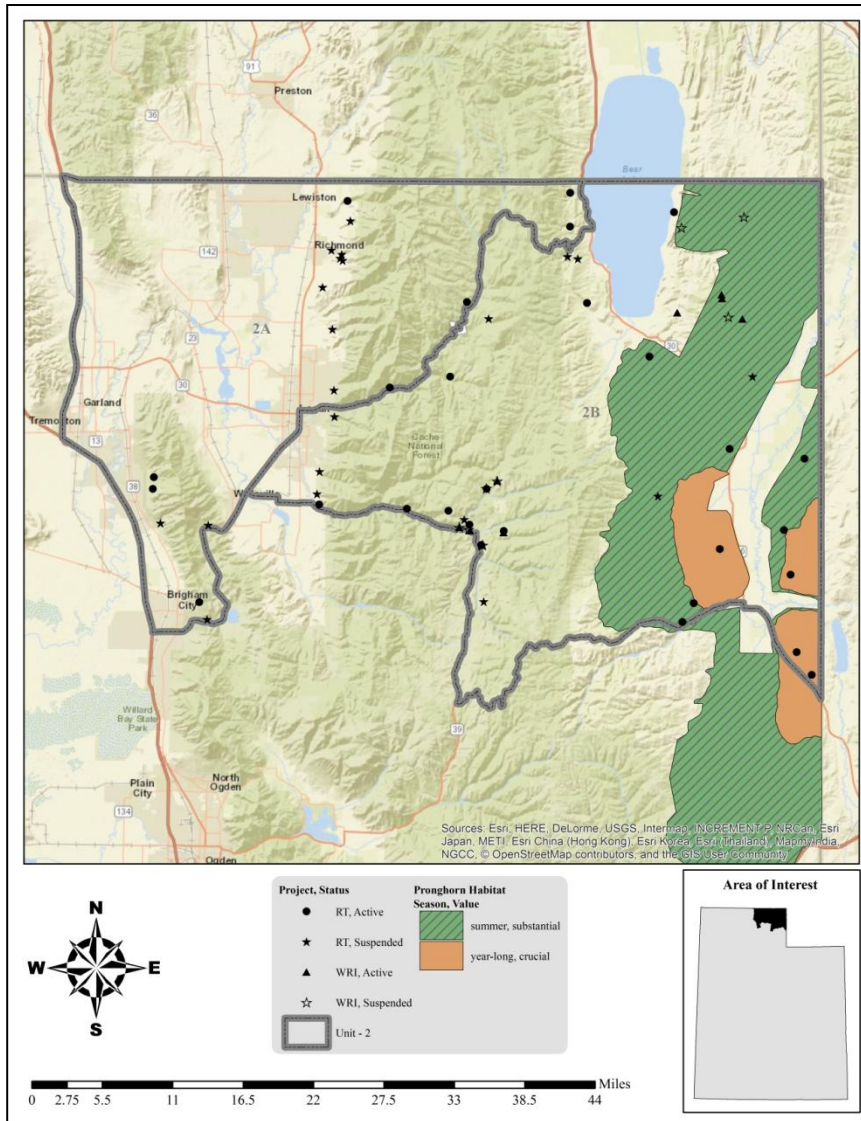 91
Preston
36
Bear
Lewiston
Richmond
142
2A
23
30
30
Garland
2B
Tremonton
Cache
National
Forest
13
38
Brigham
City
Willard
Bay State
Park
39
Plain
City
North
Ogden
134
Ogden
Sources: Esri, HERE, DeLorme, USGS, Intermap, INCREMENT P, NRCan, Esri
Japan, METI, Esri China (Hong Kong), Esri Korea, Esri (Thailand), MapmyIndia,
NGCC, © OpenStreetMap contributors, and the GIS User Community
N
W E
S
Project, Status
RT, Active
RT, Suspended
WRI, Active
WRI, Suspended
Unit - 2
Pronghorn Habitat
Season, Value
summer, substantial
year-long, crucial
Area of Interest
Miles
0 2.75 5.5 11 16.5 22 27.5 33 38.5 44